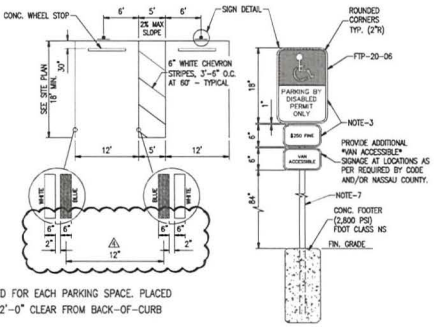 CONC. WHEEL STOP
6'
5'
6'
SIGN DETAIL
2% MAX
SLOPE
30"
SEE SITE PLAN
18' MIN.
6" WHITE CHEVRON
STRIPES, 3'-6" O.C.
AT 60° - TYPICAL
12'
5'
12'
WHITE
BLUE
BLUE
WHITE
6"
6"
6"
6"
2"
2"
4
12"
D FOR EACH PARKING SPACE. PLACED
2'-0" CLEAR FROM BACK-OF-CURB
ROUNDED
CORNERS
TYP. (2"R)
FTP-20-06
18"
PARKING BY
DISABLED
PERMIT
ONLY
1"
NOTE-3
6"
$250 FINE
6"
VAN
ACCESSIBLE
PROVIDE ADDITIONAL
"VAN ACCESSIBLE"
SIGNAGE AT LOCATIONS AS
PER REQUIRED BY CODE
AND/OR NASSAU COUNTY.
84"
NOTE-7
CONC. FOOTER
(2,800 PSI)
FDOT CLASS NS
FIN. GRADE